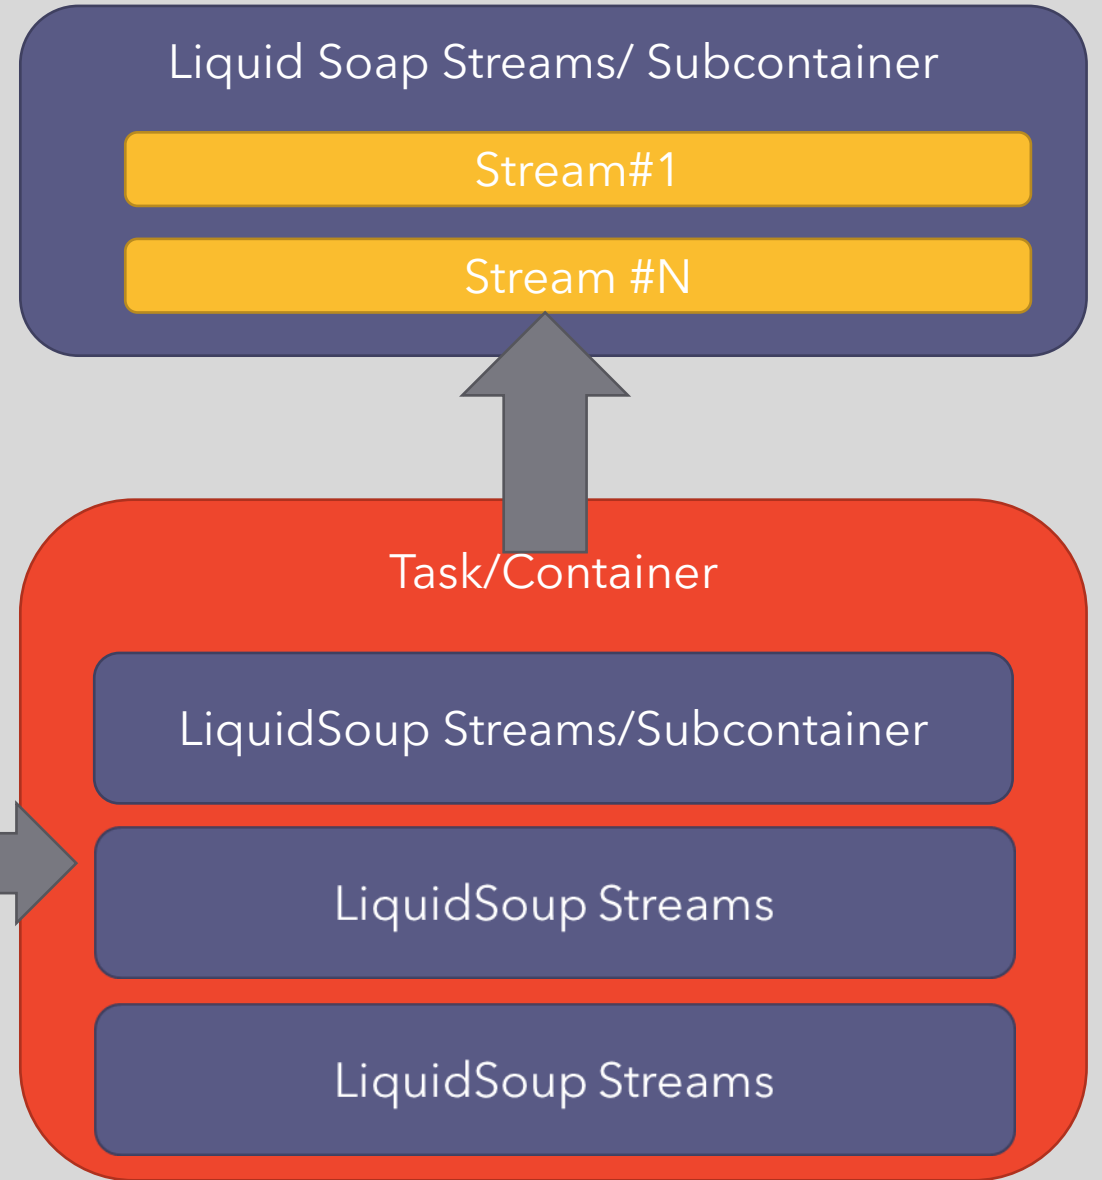 Liquid Soap Streams/ Subcontainer
Stream#1
Stream #N
Task/Container
LiquidSoup Streams/Subcontainer
LiquidSoup Streams
LiquidSoup Streams